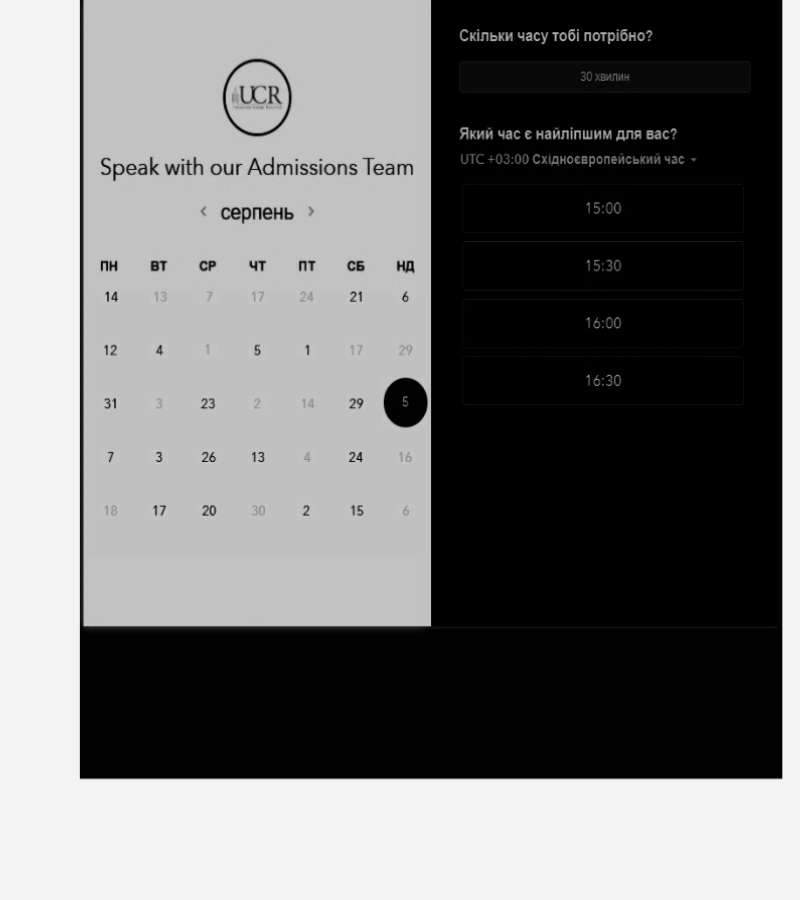 UCR
Speak with our Admissions Team
‹ серпень ›
ПН ВТ СР ЧТ ПТ СБ НД
14 13 7 17 24 21 6
12 4 1 5 1 17 29
31 3 23 2 14 29 5
7 3 26 13 4 24 16
18 17 20 30 2 15 6
Скільки часу тобі потрібно?
30 хвилин
Який час є найліпшим для вас?
UTC +03:00 Східноєвропейський час
15:00
15:30
16:00
16:30